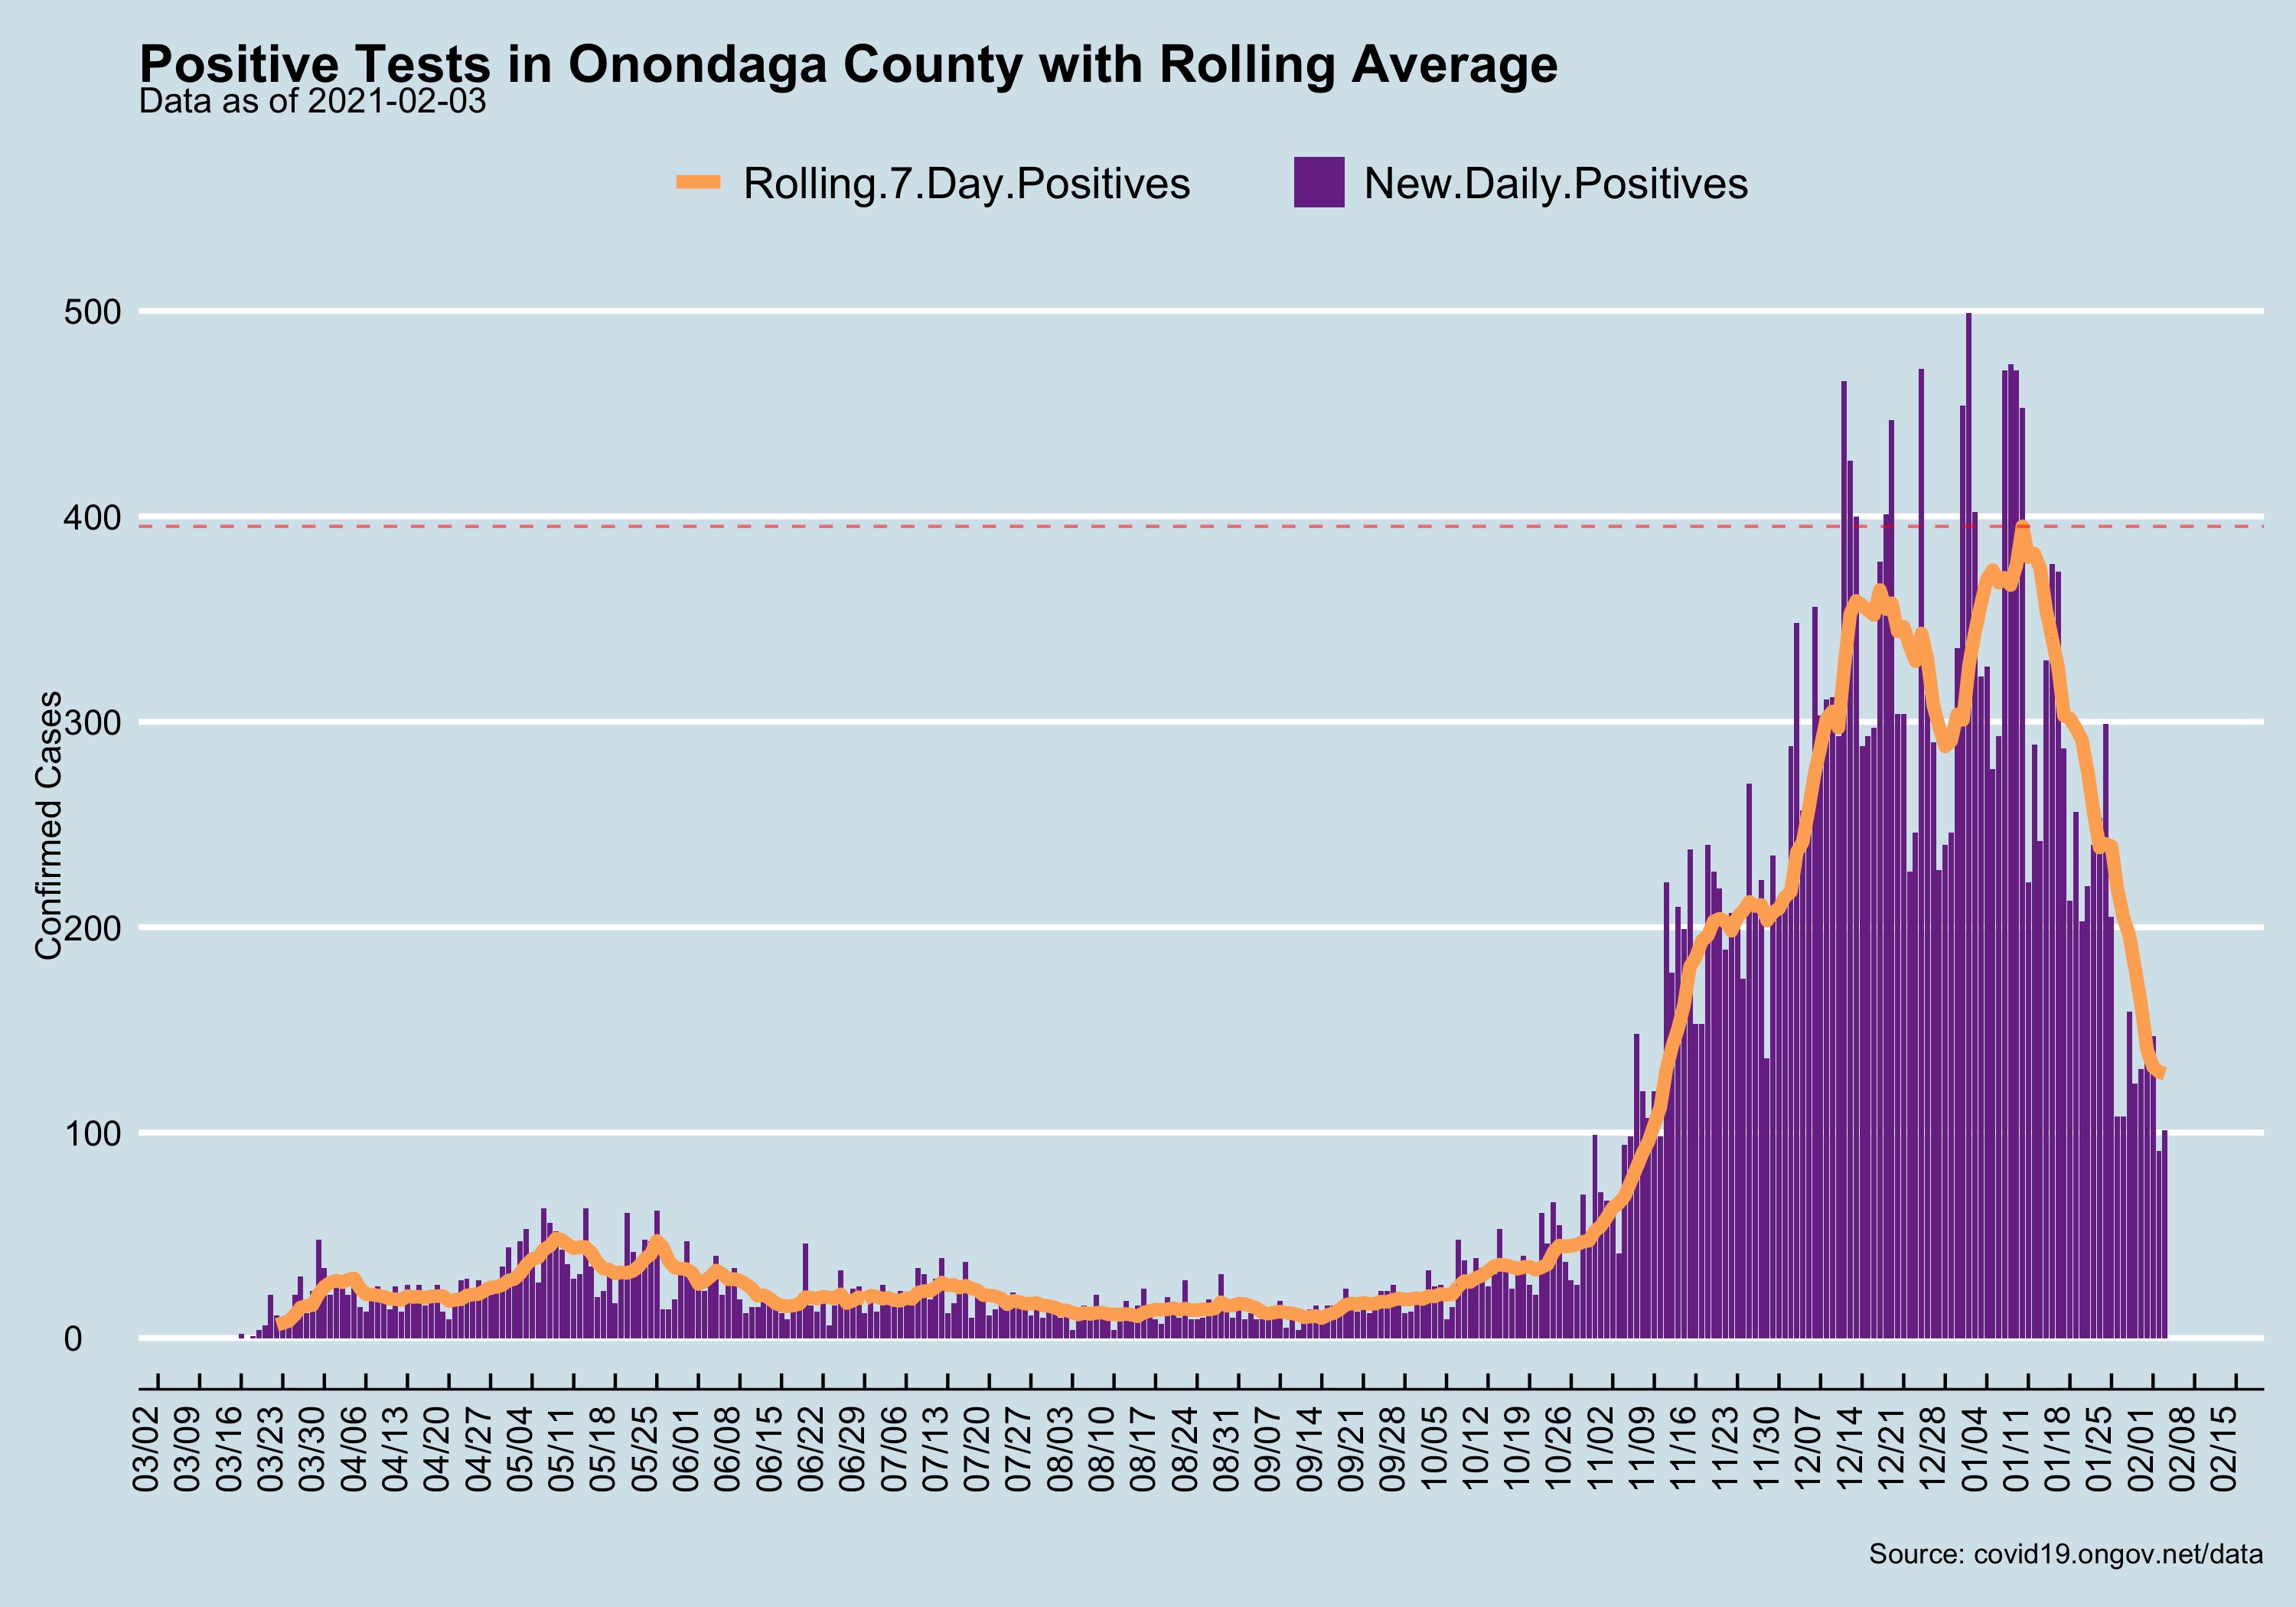 Positive Tests in Onondaga County with Rolling Average
Data as of 2021-02-03
Rolling.7.Day.Positives New.Daily.Positives
500
400
300
200
100
0
Confirmed Cases
03/02 03/09 03/16 03/23 03/30 04/06 04/13 04/20 04/27 05/04 05/11 05/18 05/25 06/01 06/08 06/15 06/22 06/29 07/06 07/13 07/20 07/27 08/03 08/10 08/17 08/24 08/31 09/07 09/14 09/21 09/28 10/05 10/12 10/19 10/26 11/02 11/09 11/16 11/23 11/30 12/07 12/14 12/21 12/28 01/04 01/11 01/18 01/25 02/01 02/08 02/15
Source: covid19.ongov.net/data